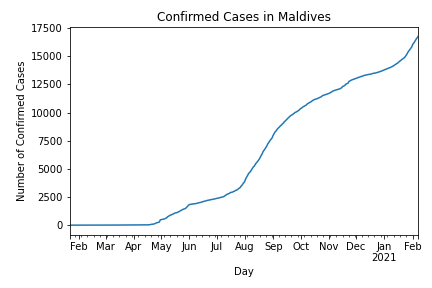 Confirmed Cases in Maldives
17500
15000
12500
10000
7500
5000
2500
0
Number of Confirmed Cases
Feb Mar Apr May Jun Jul Aug Sep Oct Nov Dec Jan Feb
2021
Day